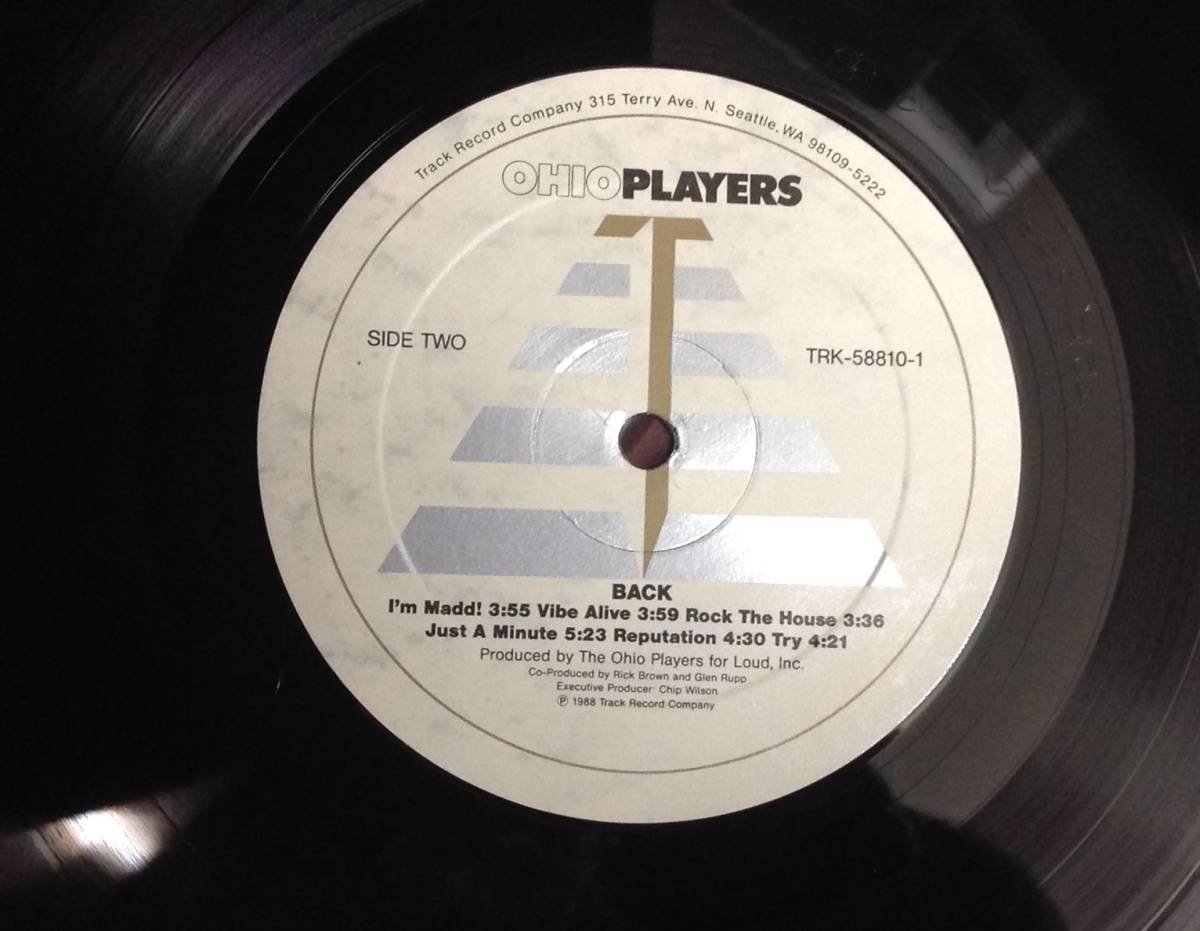 Track Record Company 315 Terry Ave. N. Seattle, WA 98109-5222
OHIOPLAYERS
SIDE TWO
TRK-58810-1
BACK
I'm Madd! 3:55 Vibe Alive 3:59 Rock The House 3:36
Just A Minute 5:23 Reputation 4:30 Try 4:21
Produced by The Ohio Players for Loud, Inc.
Co-Produced by Rick Brown and Glen Rupp
Executive Producer: Chip Wilson
℗ 1988 Track Record Company